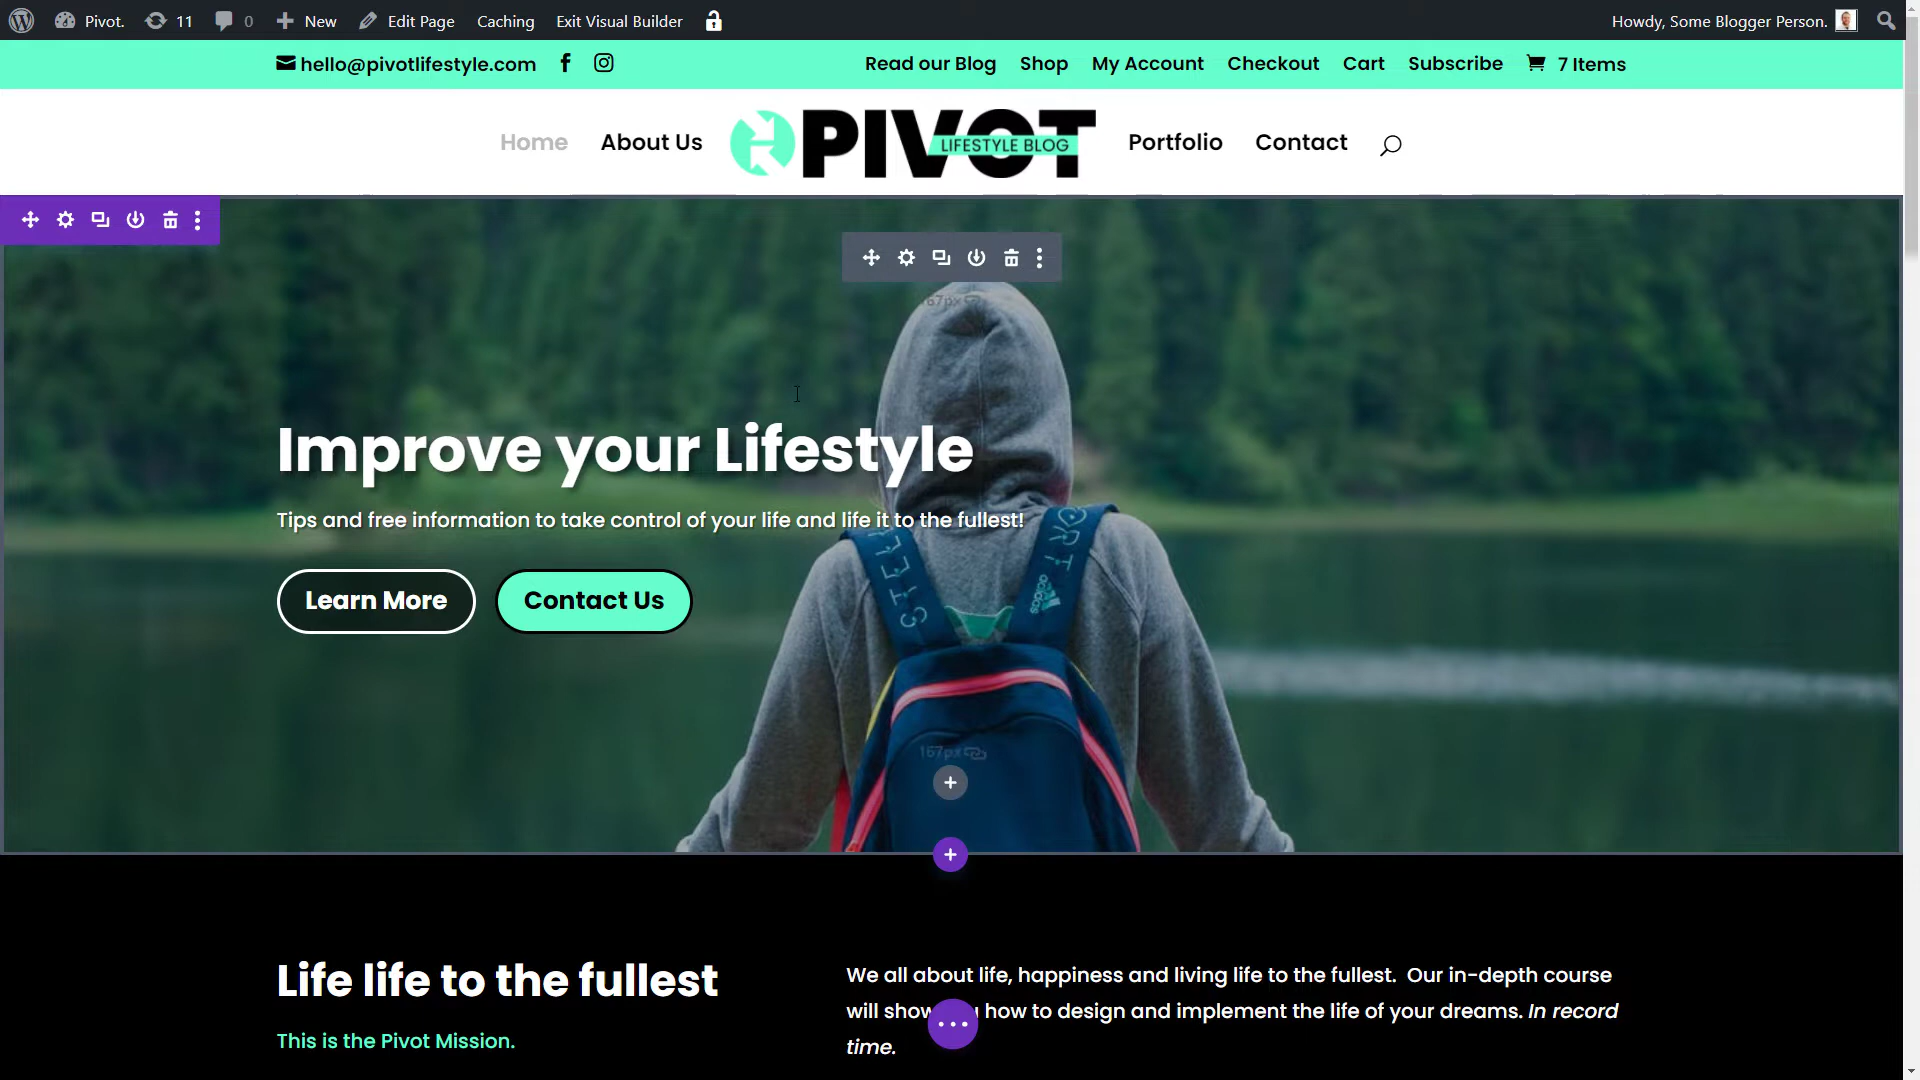 Pivot. 11 0 New Edit Page Caching Exit Visual Builder Howdy, Some Blogger Person.
hello@pivotlifestyle.com Read our Blog Shop My Account Checkout Cart Subscribe 7 Items
Home About Us PIVOT LIFESTYLE BLOG Portfolio Contact
167px
Improve your Lifestyle
Tips and free information to take control of your life and life it to the fullest!
Learn More Contact Us
STELL ORT
adidas
167px
Life life to the fullest
This is the Pivot Mission.
We all about life, happiness and living life to the fullest. Our in-depth course
will show how to design and implement the life of your dreams. In record
time.